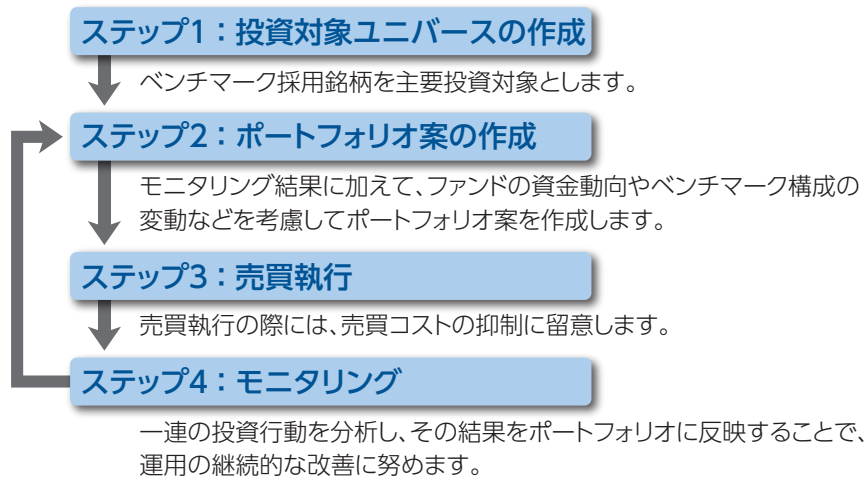 ステップ1：投資対象ユニバースの作成
ベンチマーク採用銘柄を主要投資対象とします。
ステップ2：ポートフォリオ案の作成
モニタリング結果に加えて、ファンドの資金動向やベンチマーク構成の
変動などを考慮してポートフォリオ案を作成します。
ステップ3：売買執行
売買執行の際には、売買コストの抑制に留意します。
ステップ4：モニタリング
一連の投資行動を分析し、その結果をポートフォリオに反映することで、
運用の継続的な改善に努めます。